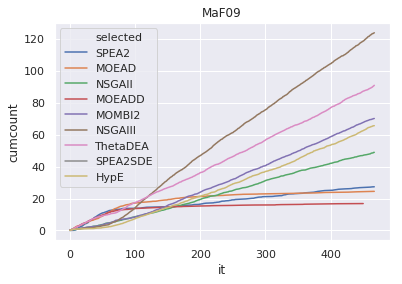 MaF09
cumcount
120
100
80
60
40
20
0
selected
SPEA2
MOEAD
NSGAII
MOEADD
MOMBI2
NSGAIII
ThetaDEA
SPEA2SDE
HypE
0 100 200 300 400
it